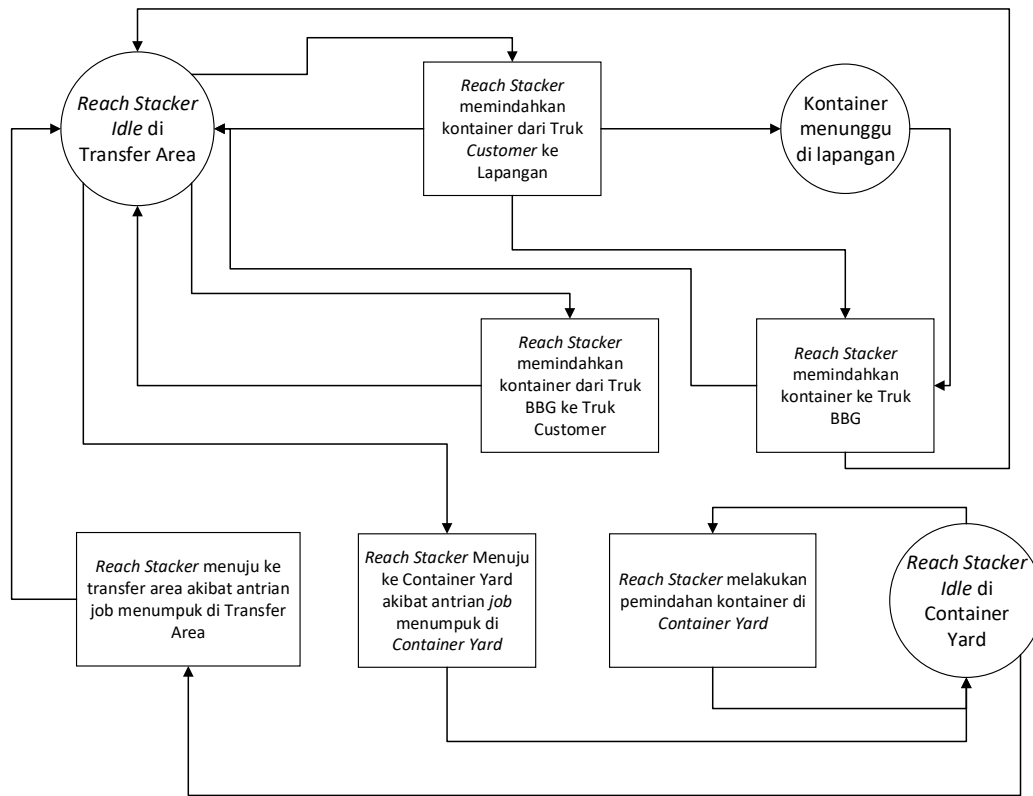 Reach Stacker
Idle di
Transfer Area
Reach Stacker
memindahkan
kontainer dari Truk
Customer ke
Lapangan
Kontainer
menunggu
di lapangan
Reach Stacker
memindahkan
kontainer dari Truk
BBG ke Truk
Customer
Reach Stacker
memindahkan
kontainer ke Truk
BBG
Reach Stacker menuju ke
transfer area akibat antrian
job menumpuk di Transfer
Area
Reach Stacker Menuju
ke Container Yard
akibat antrian job
menumpuk di
Container Yard
Reach Stacker melakukan
pemindahan kontainer di
Container Yard
Reach Stacker
Idle di
Container
Yard